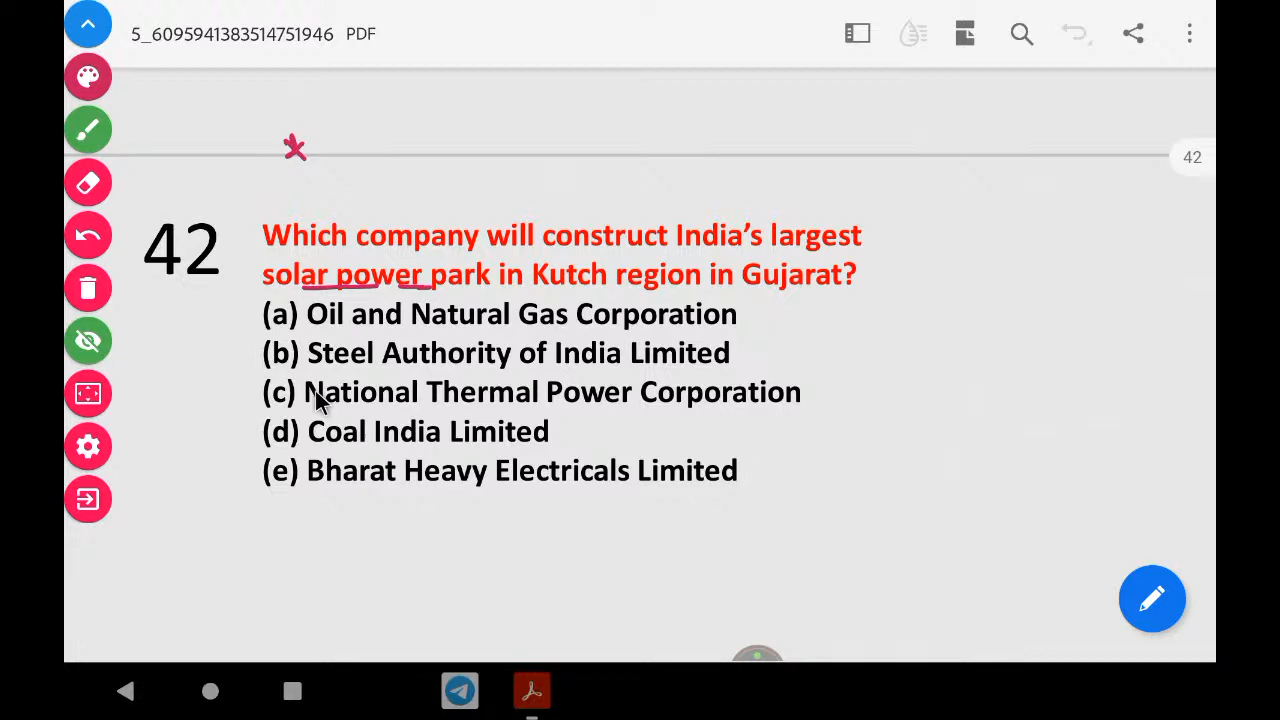 5_6095941383514751946 PDF
42
42
Which company will construct India’s largest
solar power park in Kutch region in Gujarat?
(a) Oil and Natural Gas Corporation
(b) Steel Authority of India Limited
(c) National Thermal Power Corporation
(d) Coal India Limited
(e) Bharat Heavy Electricals Limited